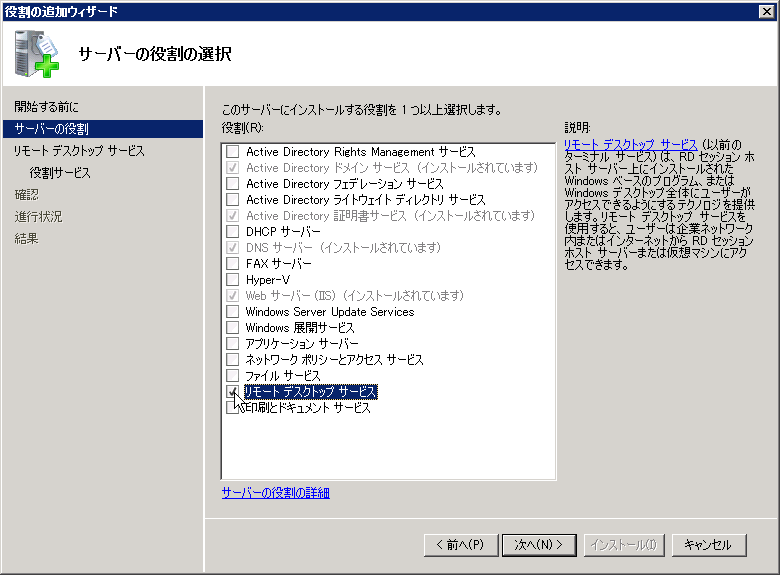 役割の追加ウィザード
サーバーの役割の選択
開始する前に
サーバーの役割
リモート デスクトップ サービス
役割サービス
確認
進行状況
結果
このサーバーにインストールする役割を 1 つ以上選択します。
役割(R):
Active Directory Rights Management サービス
Active Directory ドメイン サービス (インストールされています)
Active Directory フェデレーション サービス
Active Directory ライトウェイト ディレクトリ サービス
Active Directory 証明書サービス (インストールされています)
DHCP サーバー
DNS サーバー (インストールされています)
FAX サーバー
Hyper-V
Web サーバー (IIS) (インストールされています)
Windows Server Update Services
Windows 展開サービス
アプリケーション サーバー
ネットワーク ポリシーとアクセス サービス
ファイル サービス
リモート デスクトップ サービス
印刷とドキュメント サービス
サーバーの役割の詳細
説明:
リモート デスクトップ サービス (以前の
ターミナル サービス) は、RD セッション ホ
スト サーバー上にインストールされた
Windows ベースのプログラム、または
Windows デスクトップ全体にユーザーが
アクセスできるようにするテクノロジを提供
します。リモート デスクトップ サービスを
使用すると、ユーザーは企業ネットワーク
内またはインターネットから RD セッション
ホスト サーバーまたは仮想マシンにアク
セスできます。
< 前へ(P)
次へ(N) >
インストール(I)
キャンセル